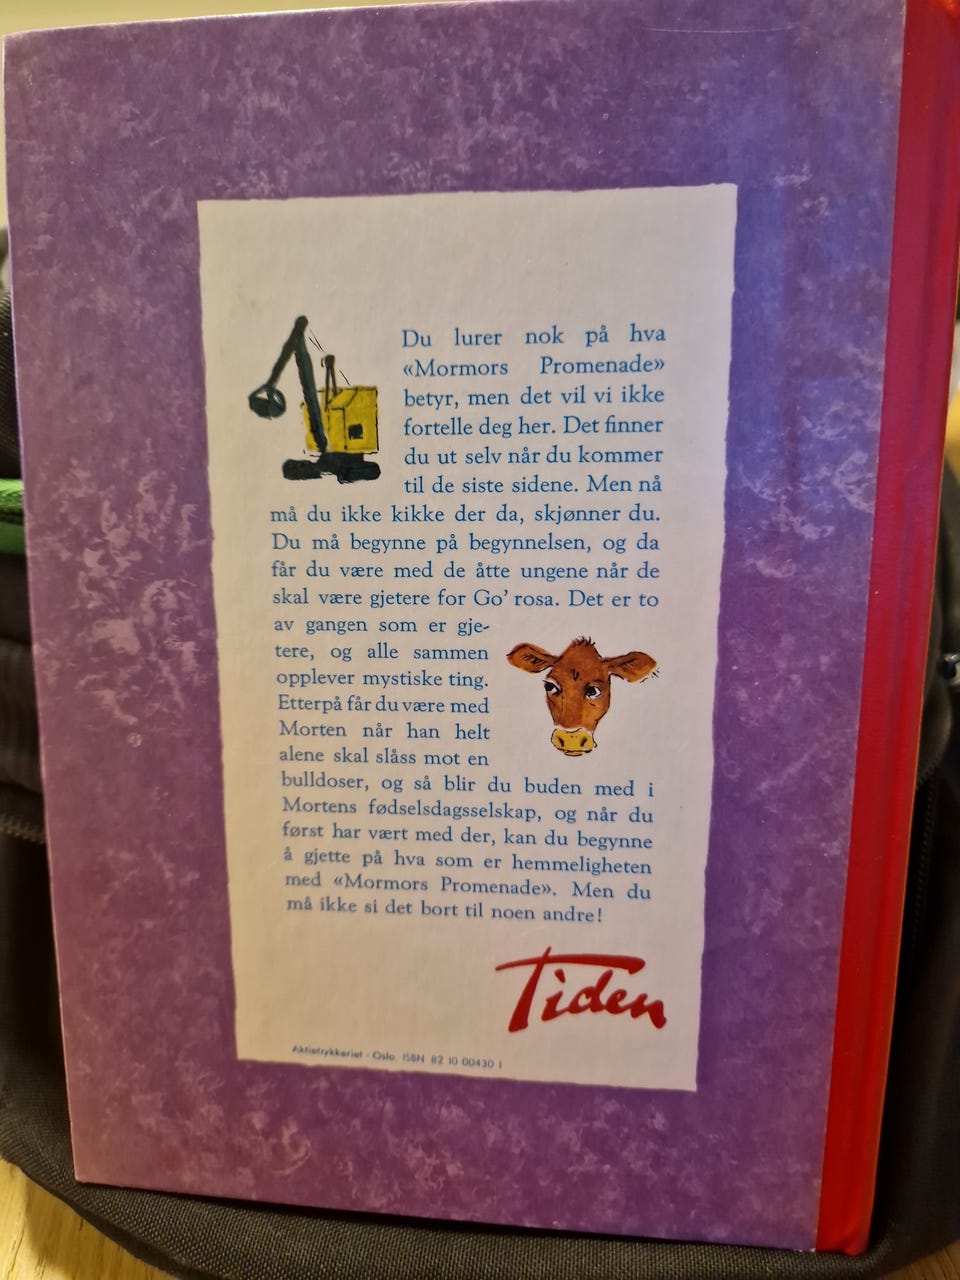 Du lurer nok på hva
«Mormors Promenade»
betyr, men det vil vi ikke
fortelle deg her. Det finner
du ut selv når du kommer
til de siste sidene. Men nå
må du ikke kikke der da, skjønner du.
Du må begynne på begynnelsen, og da
får du være med de åtte ungene når de
skal være gjetere for Go' rosa. Det er to
av gangen som er gje-
tere, og alle sammen
opplever mystiske ting.
Etterpå får du være med
Morten når han helt
alene skal slåss mot en
bulldoser, og så blir du buden med i
Mortens fødselsdagsselskap, og når du
først har vært med der, kan du begynne
å gjette på hva som er hemmeligheten
med «Mormors Promenade». Men du
må ikke si det bort til noen andre!
Tiden
Aktietrykkeriet - Oslo. ISBN 82 10 00430 1